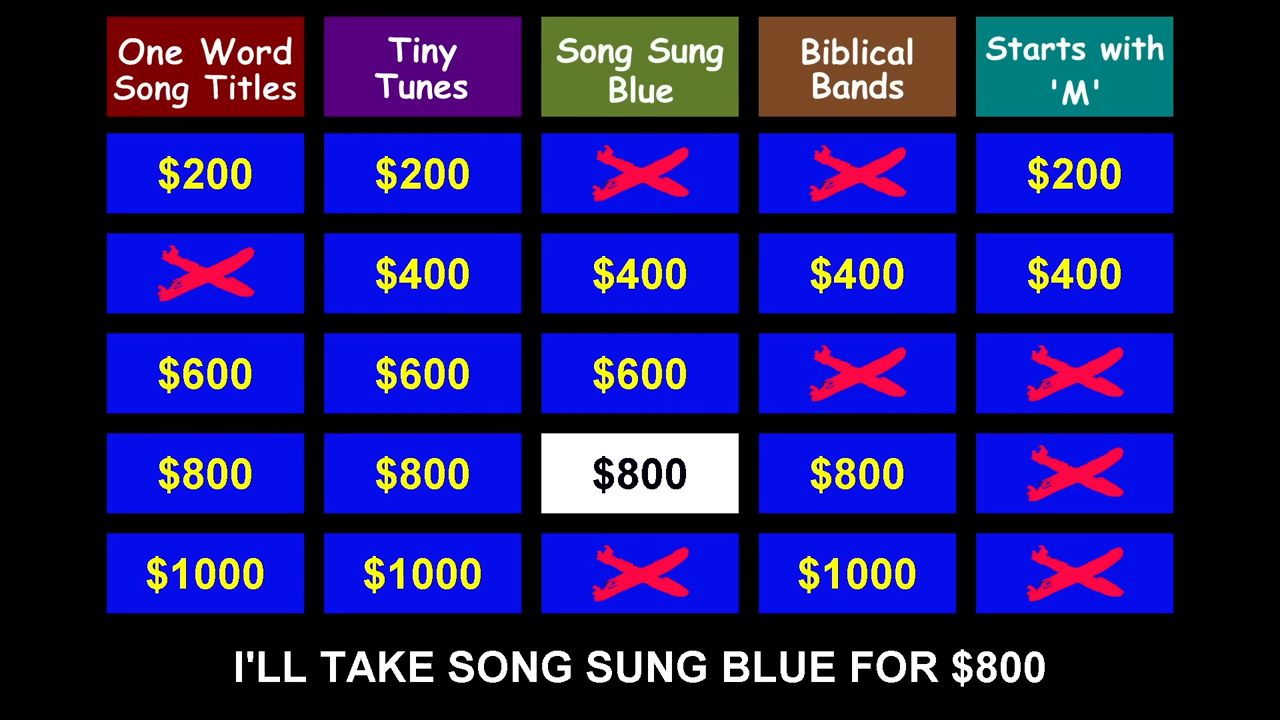 One Word
Song Titles
Tiny
Tunes
Song Sung
Blue
Biblical
Bands
Starts with
'M'
$200
$200
$200
$400
$400
$400
$400
$600
$600
$600
$800
$800
$800
$800
$1000
$1000
$1000
I'LL TAKE SONG SUNG BLUE FOR $800